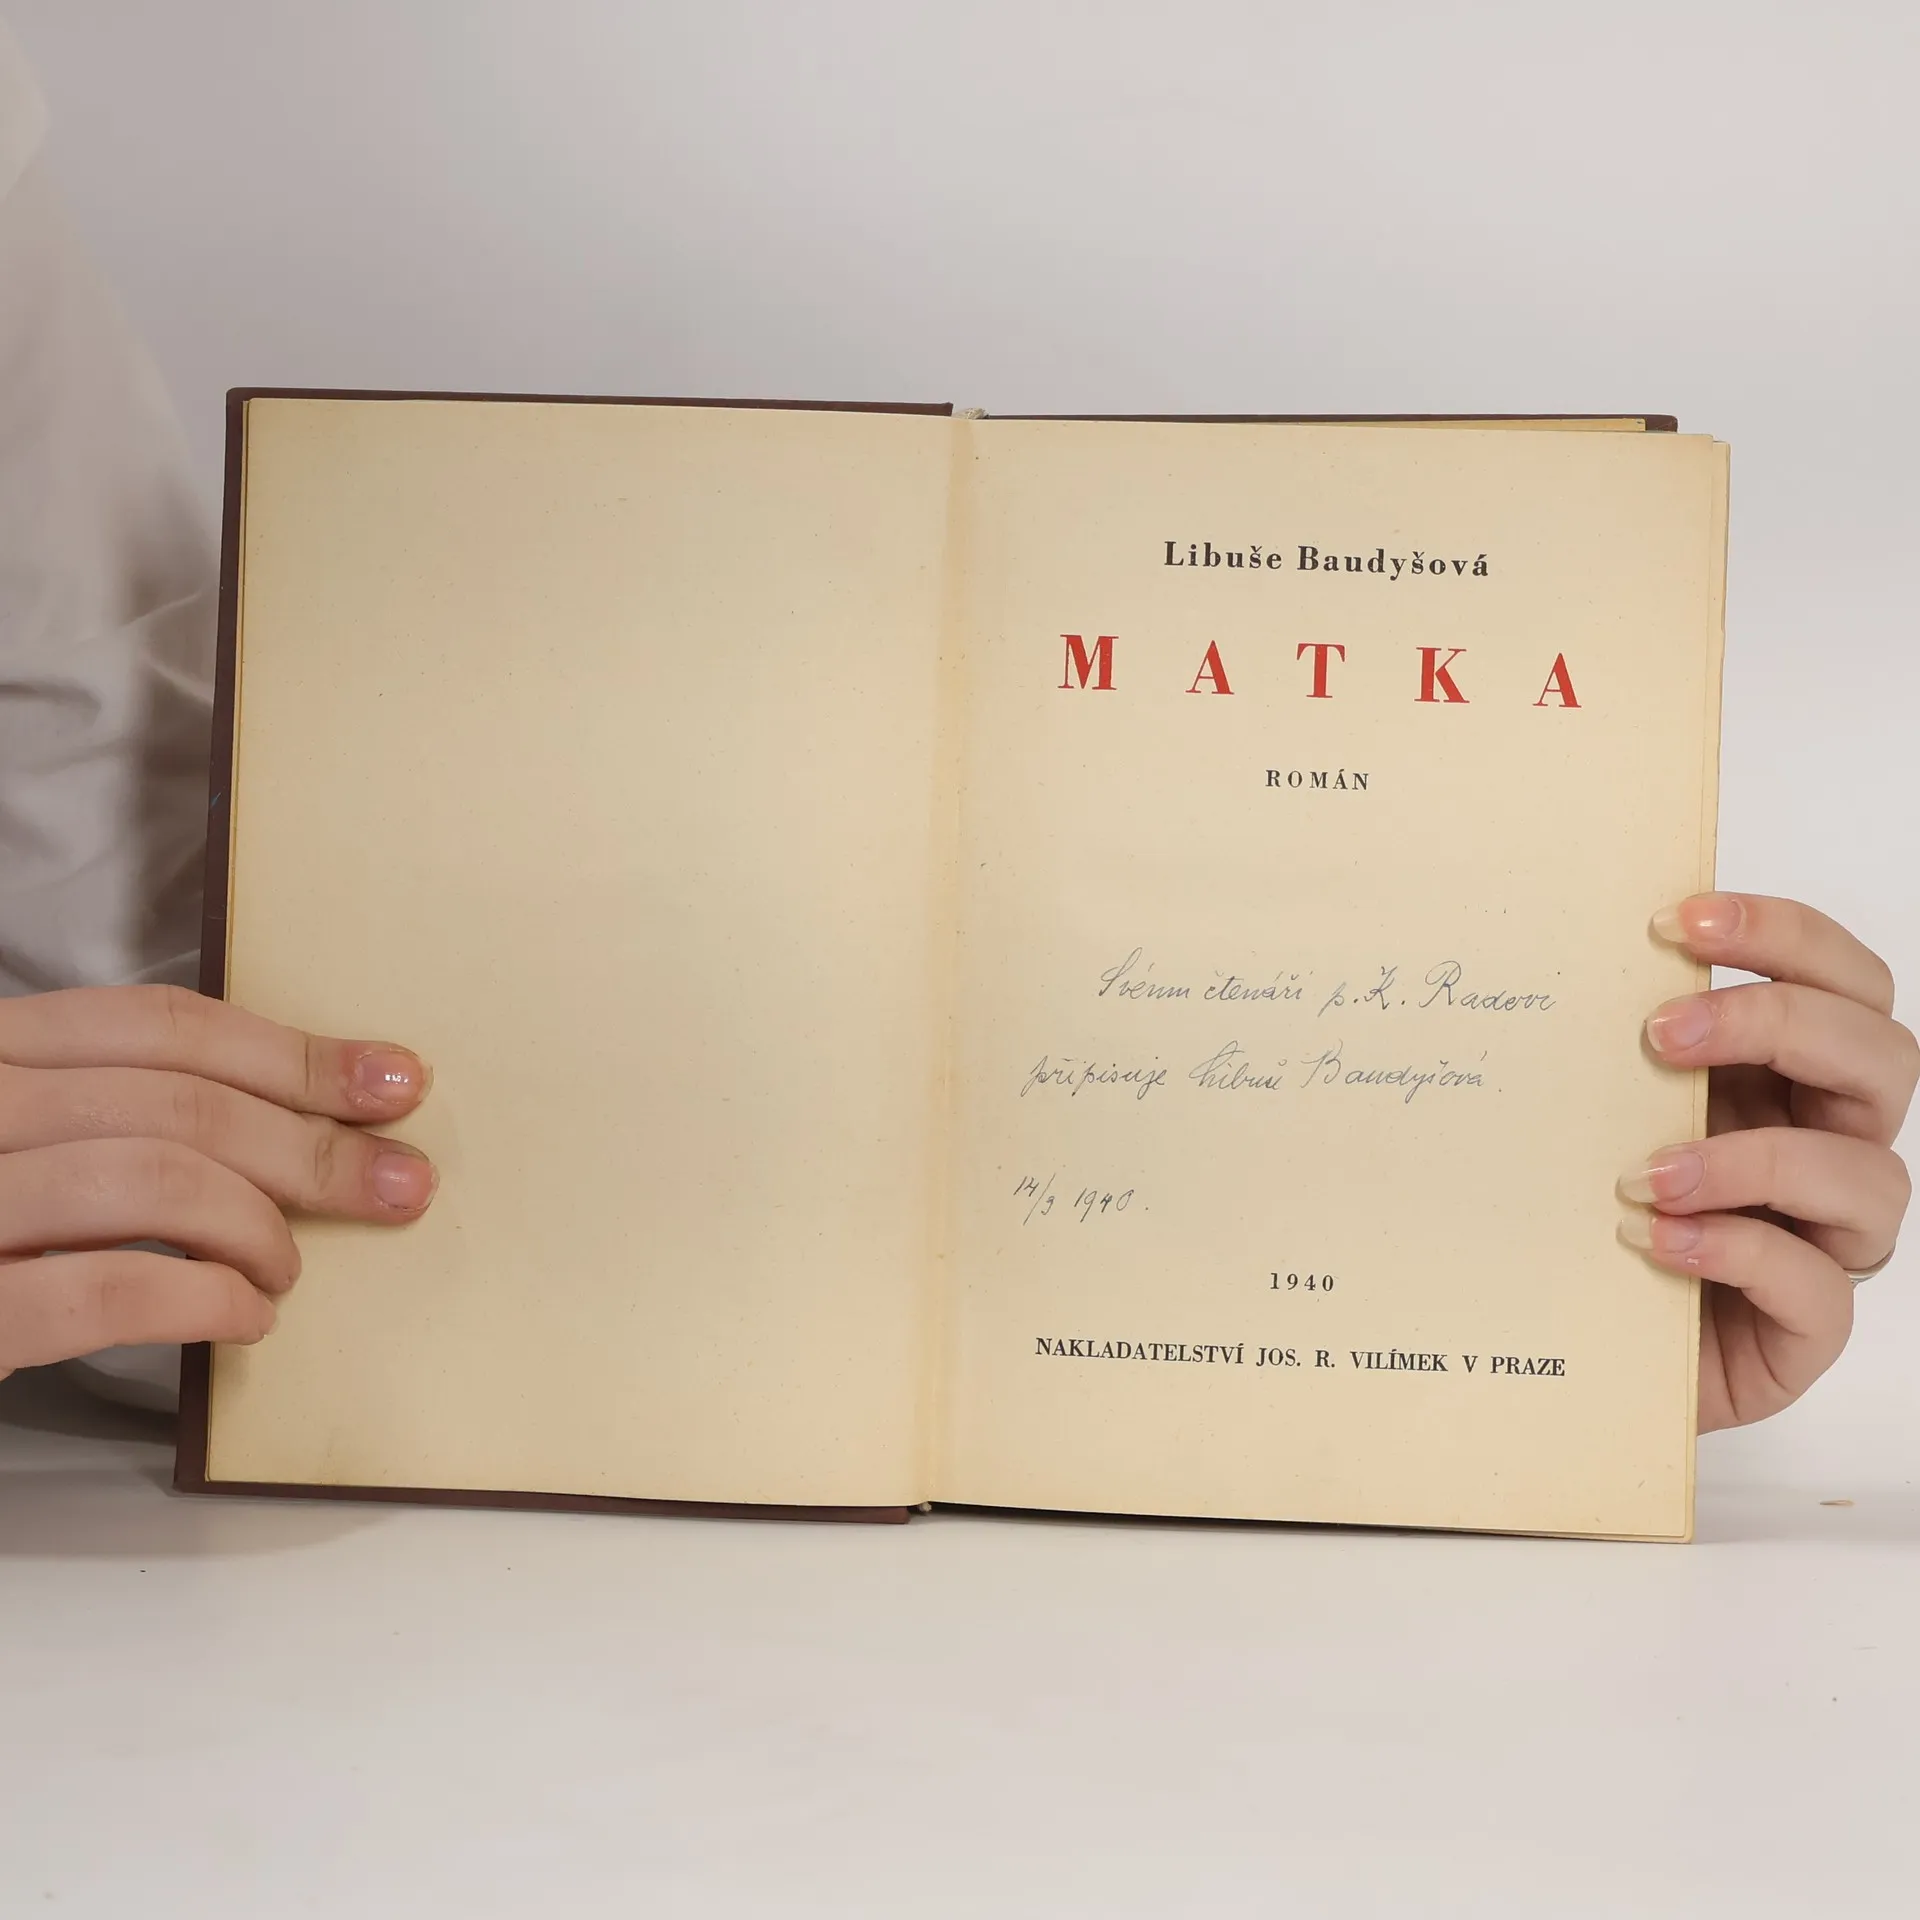 Libuše Baudyšová
MATKA
ROMÁN
Svému čtenáři p. K. Radovi
připisuje Libuše Baudyšová.
14/9 1940.
1940
NAKLADATELSTVÍ JOS. R. VILÍMEK V PRAZE